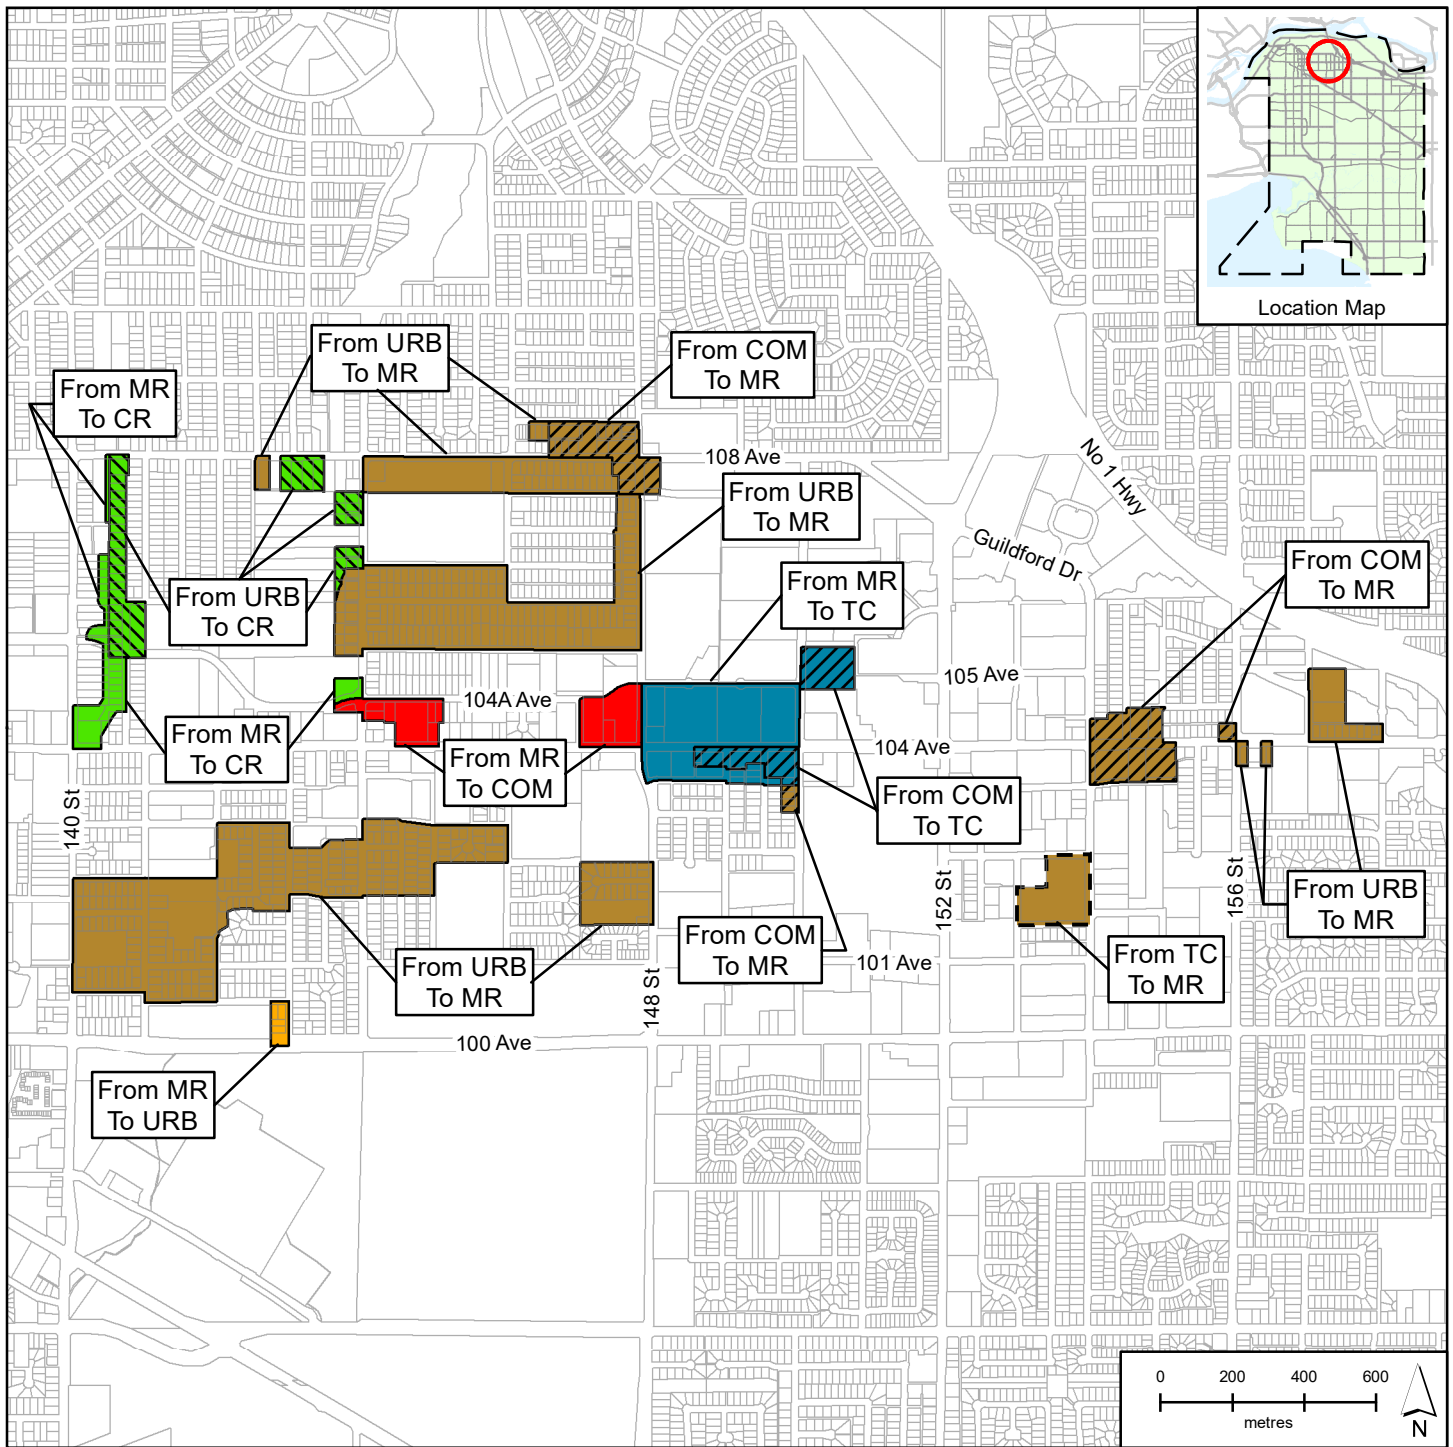 Location Map
From URB
To MR
From COM
To MR
From MR
To CR
108 Ave
No 1 Hwy
From URB
To MR
Guildford Dr
From COM
To MR
From MR
To TC
From URB
To CR
105 Ave
104A Ave
From MR
To CR
104 Ave
From MR
To COM
From COM
To TC
140 St
152 St
156 St
From URB
To MR
From COM
To MR
101 Ave
From TC
To MR
From URB
To MR
148 St
100 Ave
From MR
To URB
0 200 400 600
metres
N